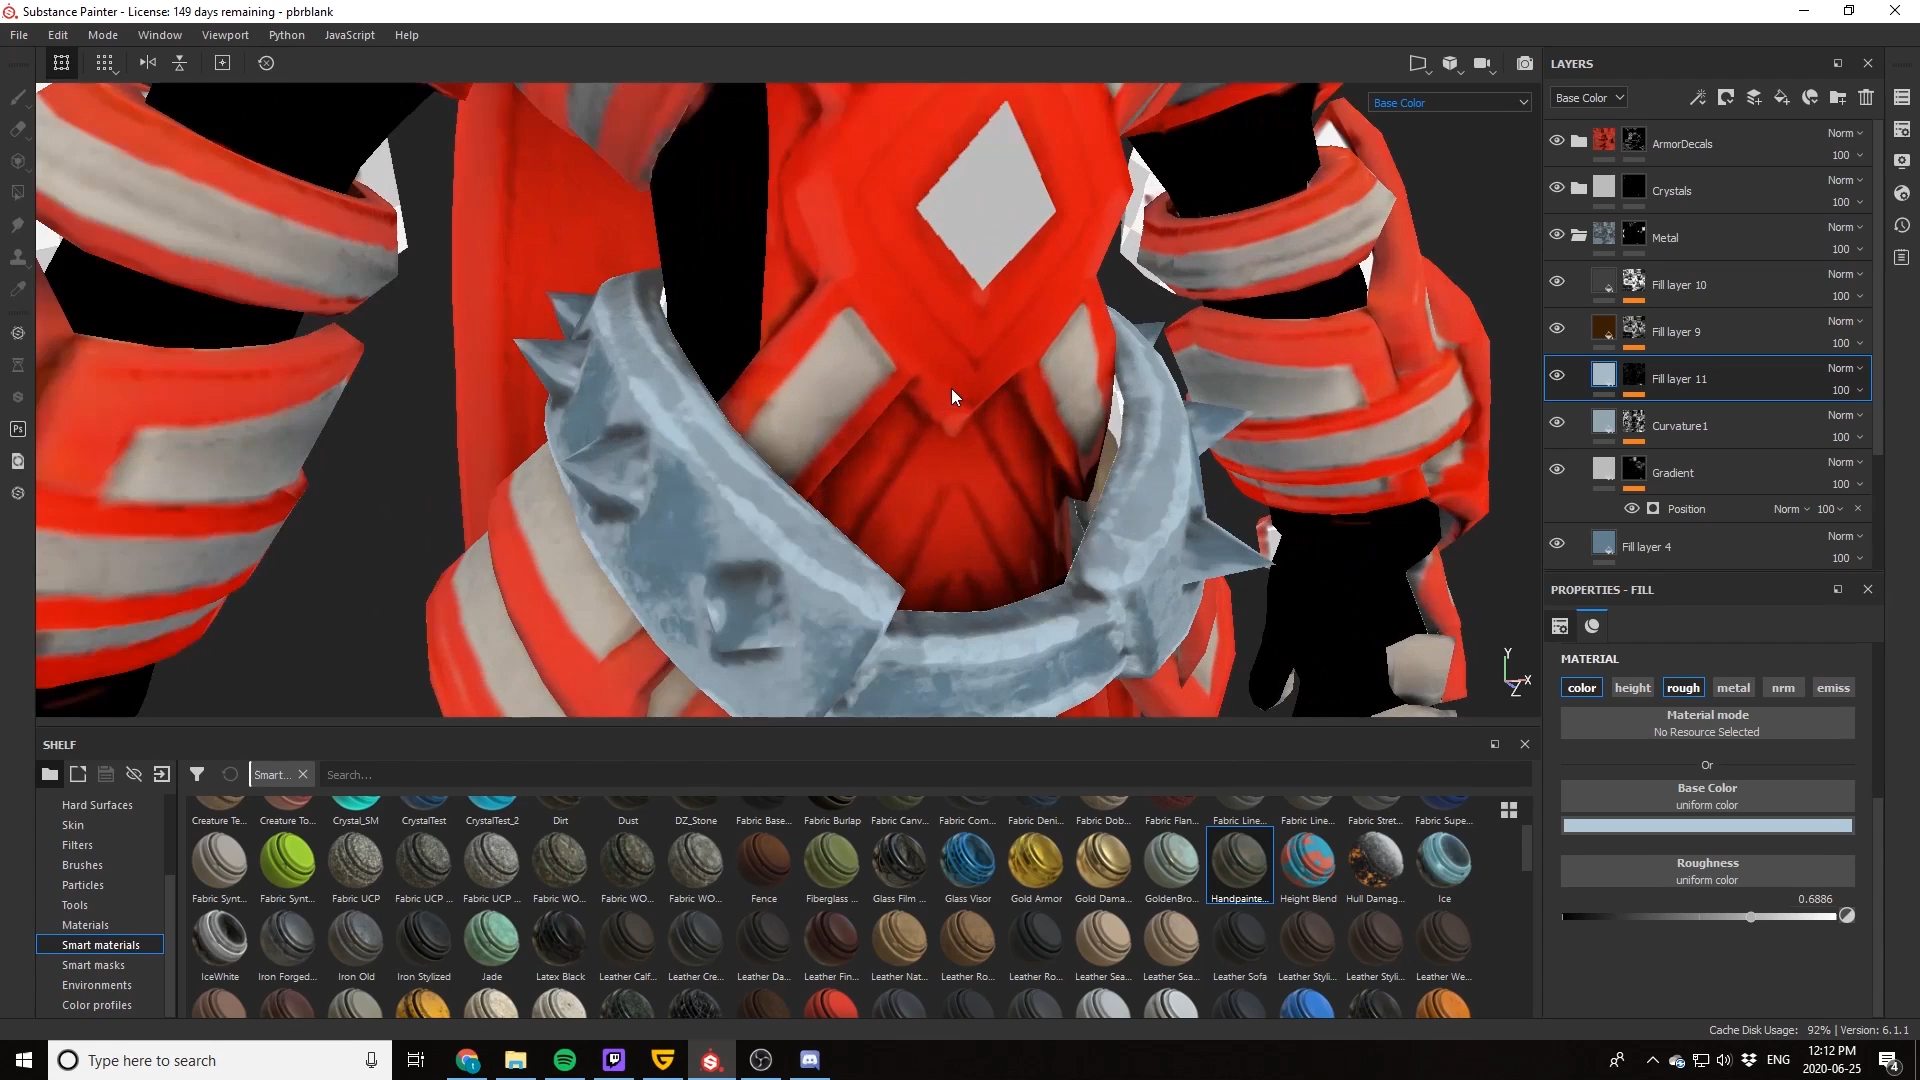 Substance Painter - License: 149 days remaining - pbrblank
File Edit Mode Window Viewport Python JavaScript Help
Base Color
LAYERS
Base Color
ArmorDecals Norm 100
Crystals Norm 100
Metal Norm 100
Fill layer 10 Norm 100
Fill layer 9 Norm 100
Fill layer 11 Norm 100
Curvature1 Norm 100
Gradient Norm 100
Position Norm 100
Fill layer 4 Norm 100
Y
X
Z
Ps
PROPERTIES - FILL
MATERIAL
color height rough metal nrm emiss
Material mode
No Resource Selected
Or
Base Color
uniform color
Roughness
uniform color
0.6886
SHELF
Smart... Search...
Hard Surfaces
Skin
Filters
Brushes
Particles
Tools
Materials
Smart materials
Smart masks
Environments
Color profiles
Creature Te... Creature To... Crystal_SM CrystalTest CrystalTest_2 Dirt Dust DZ_Stone Fabric Base... Fabric Burlap Fabric Canv... Fabric Com... Fabric Deni... Fabric Dob... Fabric Flan... Fabric Line... Fabric Line... Fabric Stret... Fabric Supe...
Fabric Synt... Fabric Synt... Fabric UCP Fabric UCP ... Fabric UCP ... Fabric WO... Fabric WO... Fabric WO... Fence Fiberglass ... Glass Film ... Glass Visor Gold Armor Gold Dama... GoldenBro... Handpainte... Height Blend Hull Damag... Ice
IceWhite Iron Forged... Iron Old Iron Stylized Jade Latex Black Leather Calf... Leather Cre... Leather Da... Leather Fin... Leather Nat... Leather Ro... Leather Ro... Leather Sea... Leather Sea... Leather Sofa Leather Styli... Leather Styli... Leather We...
Cache Disk Usage: 92% | Version: 6.1.1
Type here to search
ENG
12:12 PM
2020-06-25
4